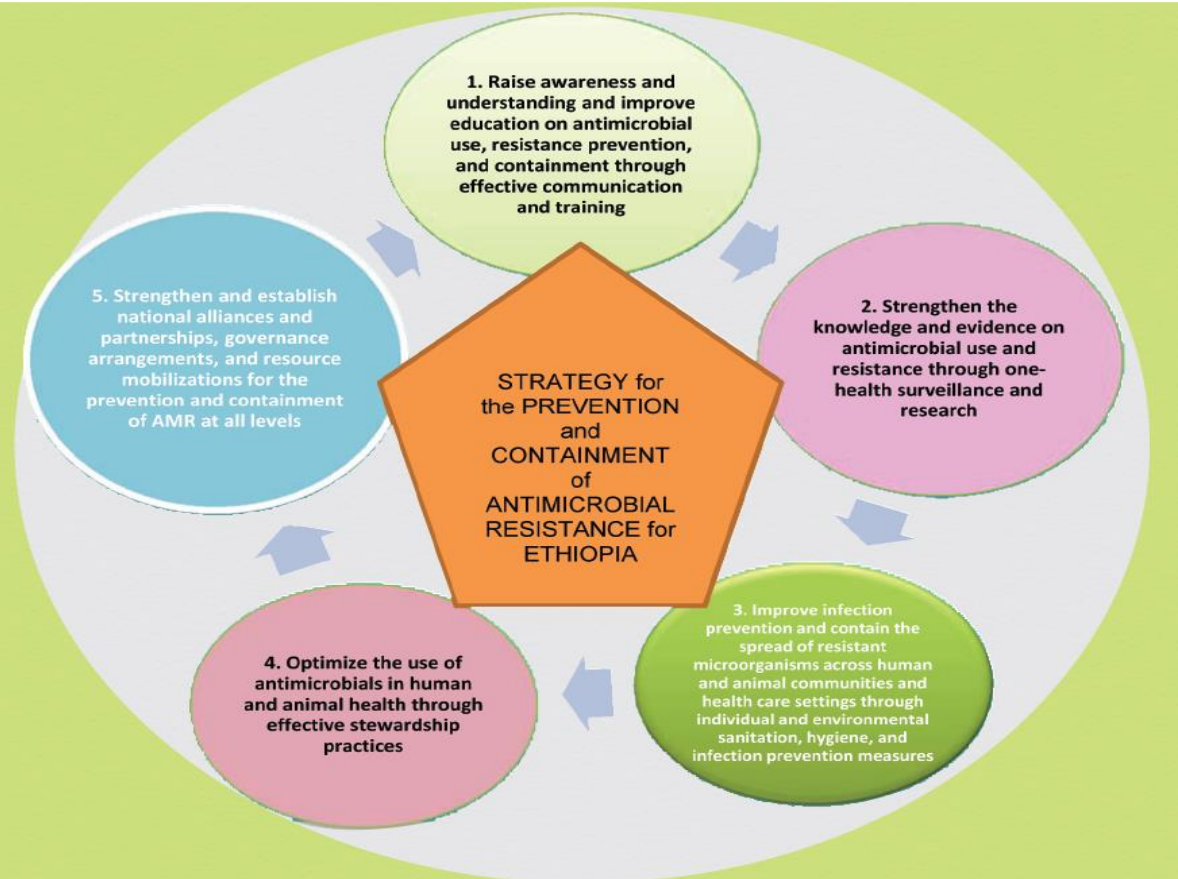 1. Raise awareness and
understanding and improve
education on antimicrobial
use, resistance prevention,
and containment through
effective communication
and training
2. Strengthen the
knowledge and evidence on
antimicrobial use and
resistance through one-
health surveillance and
research
3. Improve infection
prevention and contain the
spread of resistant
microorganisms across human
and animal communities and
health care settings through
individual and environmental
sanitation, hygiene, and
infection prevention measures
4. Optimize the use of
antimicrobials in human
and animal health through
effective stewardship
practices
5. Strengthen and establish
national alliances and
partnerships, governance
arrangements, and resource
mobilizations for the
prevention and containment
of AMR at all levels
STRATEGY for
the PREVENTION
and
CONTAINMENT
of
ANTIMICROBIAL
RESISTANCE for
ETHIOPIA